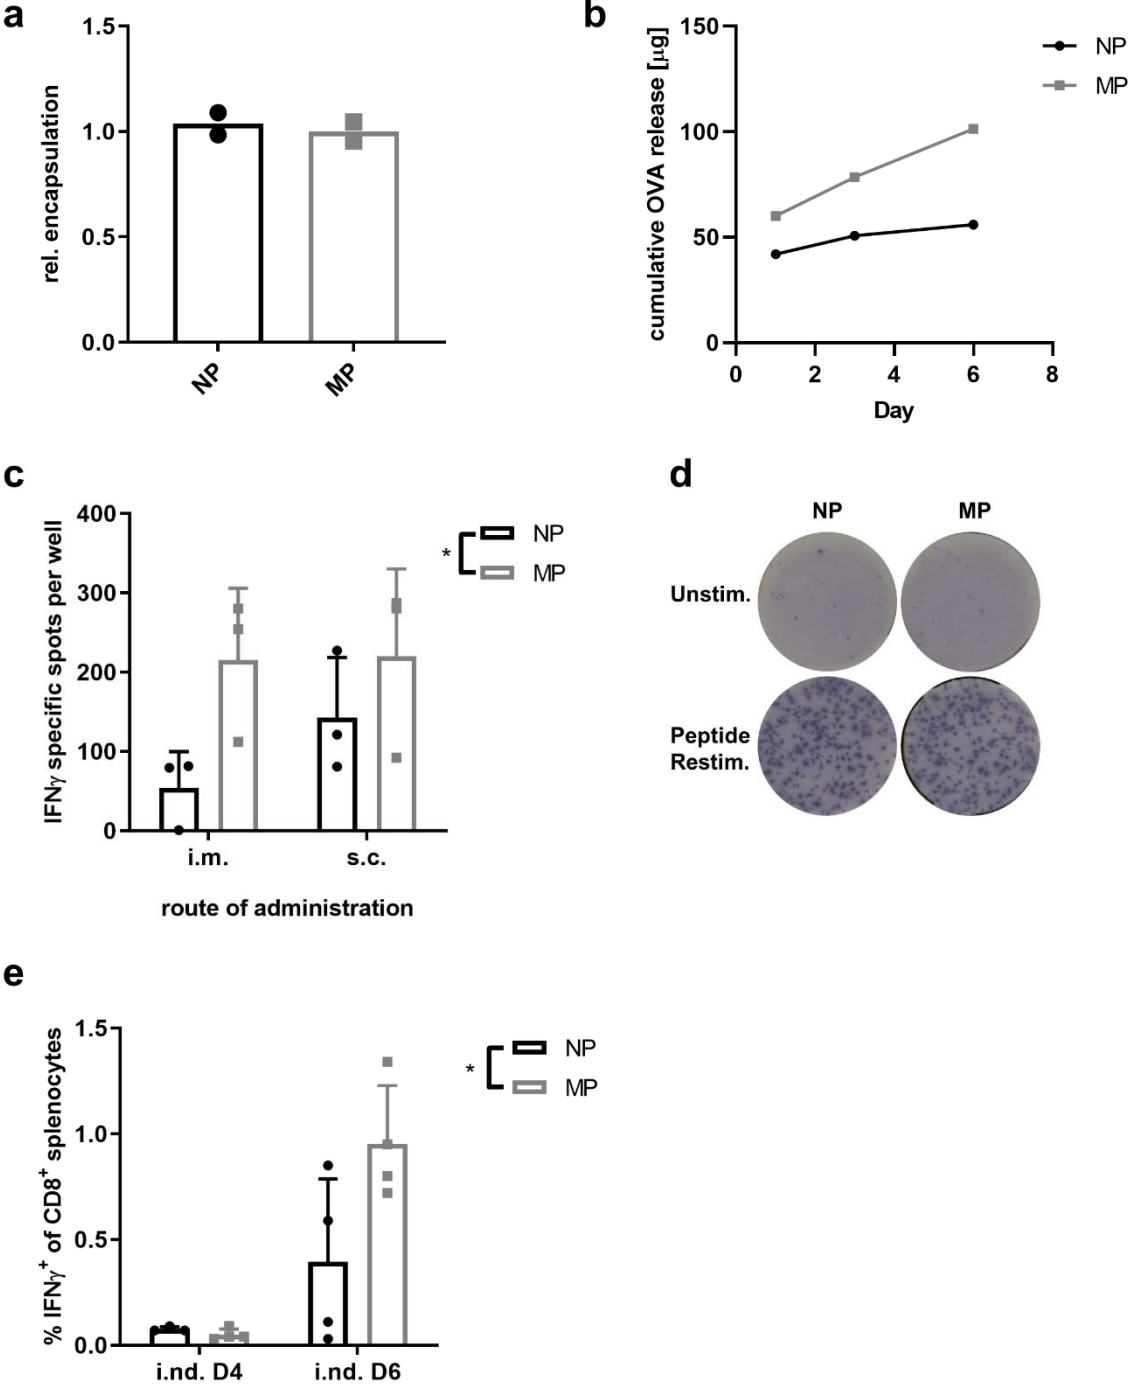 a
1.5
1.0
0.5
0.0
rel. encapsulation
NP
MP
b
150
100
50
0
cumulative OVA release [µg]
0 2 4 6 8
Day
NP
MP
c
400
300
200
100
0
IFNγ specific spots per well
i.m. s.c.
route of administration
* NP
MP
d
NP MP
Unstim.
Peptide
Restim.
e
1.5
1.0
0.5
0.0
% IFNγ+ of CD8+ splenocytes
i.nd. D4 i.nd. D6
* NP
MP